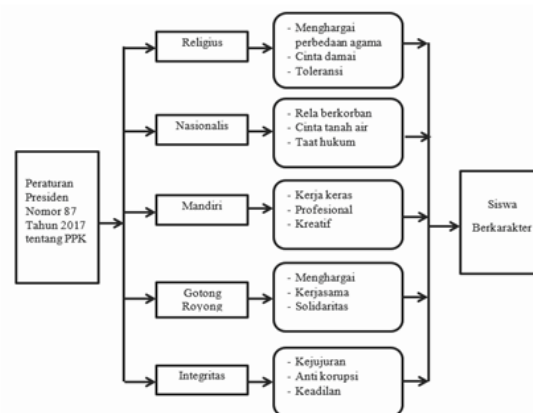 Peraturan
Presiden
Nomor 87
Tahun 2017
tentang PPK
Religius
- Menghargai
perbedaan agama
- Cinta damai
- Toleransi
Nasionalis
- Rela berkorban
- Cinta tanah air
- Taat hukum
Mandiri
- Kerja keras
- Profesional
- Kreatif
Gotong
Royong
- Menghargai
- Kerjasama
- Solidaritas
Integritas
- Kejujuran
- Anti korupsi
- Keadilan
Siswa
Berkarakter